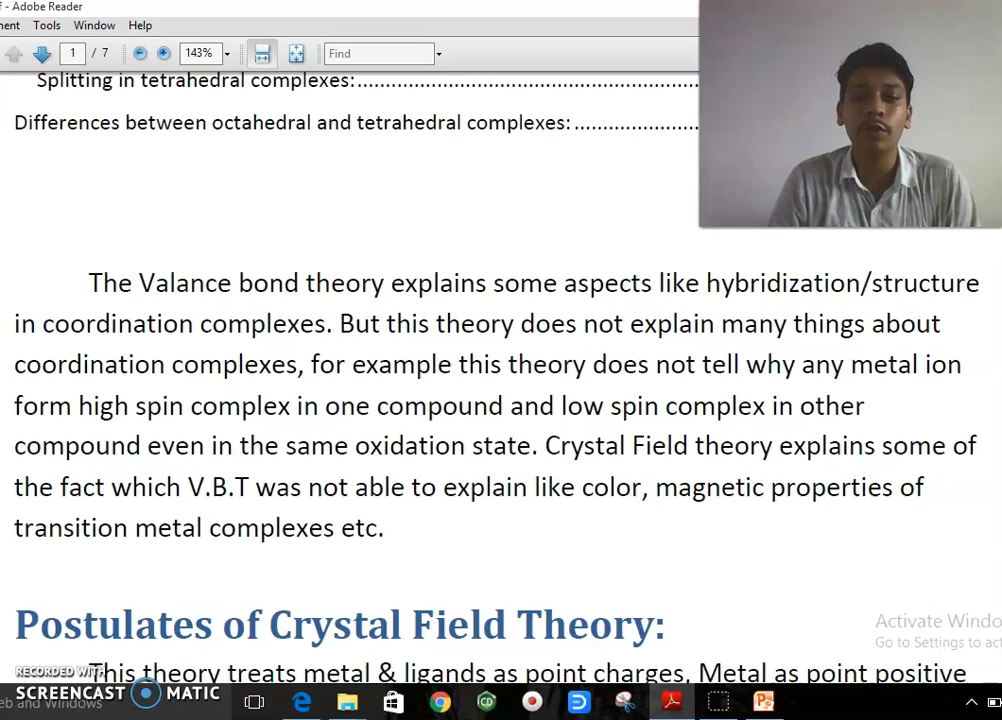 f - Adobe Reader
ment Tools Window Help
1 / 7 143% Find
Splitting in tetrahedral complexes:
Differences between octahedral and tetrahedral complexes:
The Valance bond theory explains some aspects like hybridization/structure
in coordination complexes. But this theory does not explain many things about
coordination complexes, for example this theory does not tell why any metal ion
form high spin complex in one compound and low spin complex in other
compound even in the same oxidation state. Crystal Field theory explains some of
the fact which V.B.T was not able to explain like color, magnetic properties of
transition metal complexes etc.
Postulates of Crystal Field Theory:
Activate Windo
Go to Settings to act
This theory treats metal & ligands as point charges, Metal as point positive
RECORDED WITH
SCREENCAST MATIC
eb and Windows